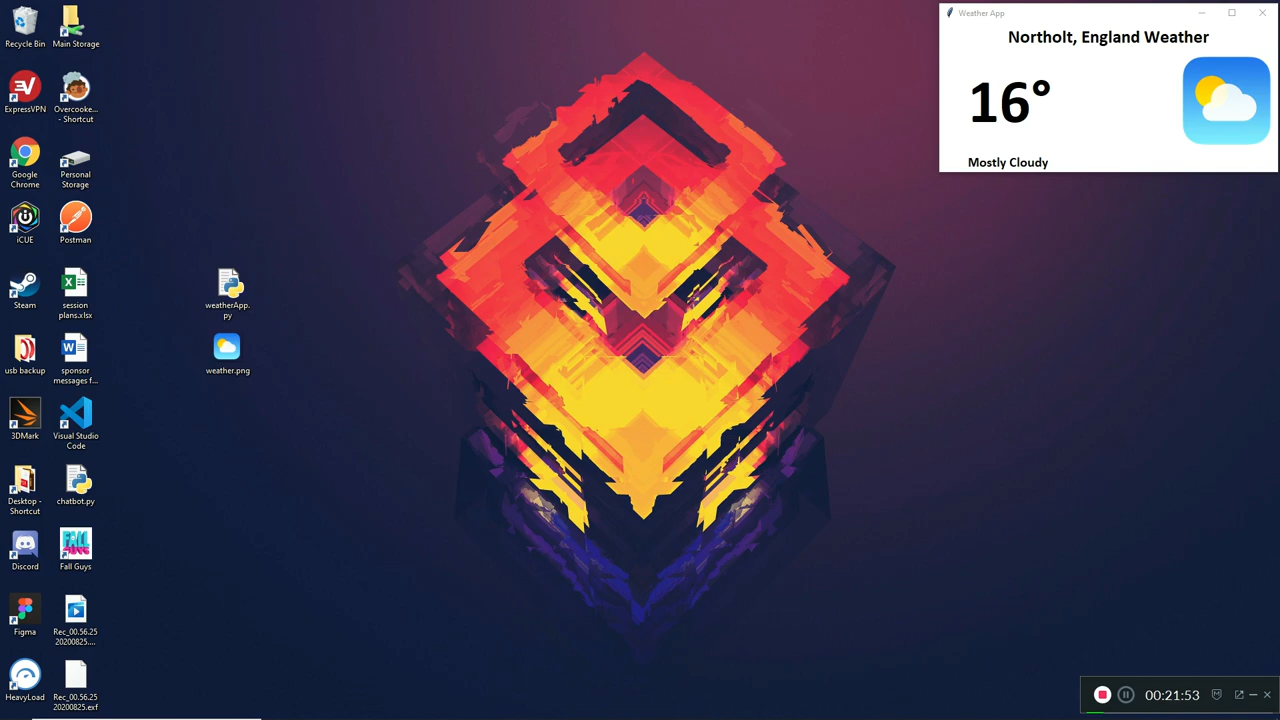 Recycle Bin
Main Storage
ExpressVPN
Overcooke...
- Shortcut
Google
Chrome
Personal
Storage
iCUE
Postman
Steam
session
plans.xlsx
usb backup
sponsor
messages f...
3DMark
Visual Studio
Code
Desktop -
Shortcut
chatbot.py
Discord
Fall Guys
FALL
GUYS
Figma
Rec_00.56.25
20200825....
HeavyLoad
Rec_00.56.25
20200825.exf
weatherApp.
py
weather.png
Weather App
Northolt, England Weather
16°
Mostly Cloudy
00:21:53